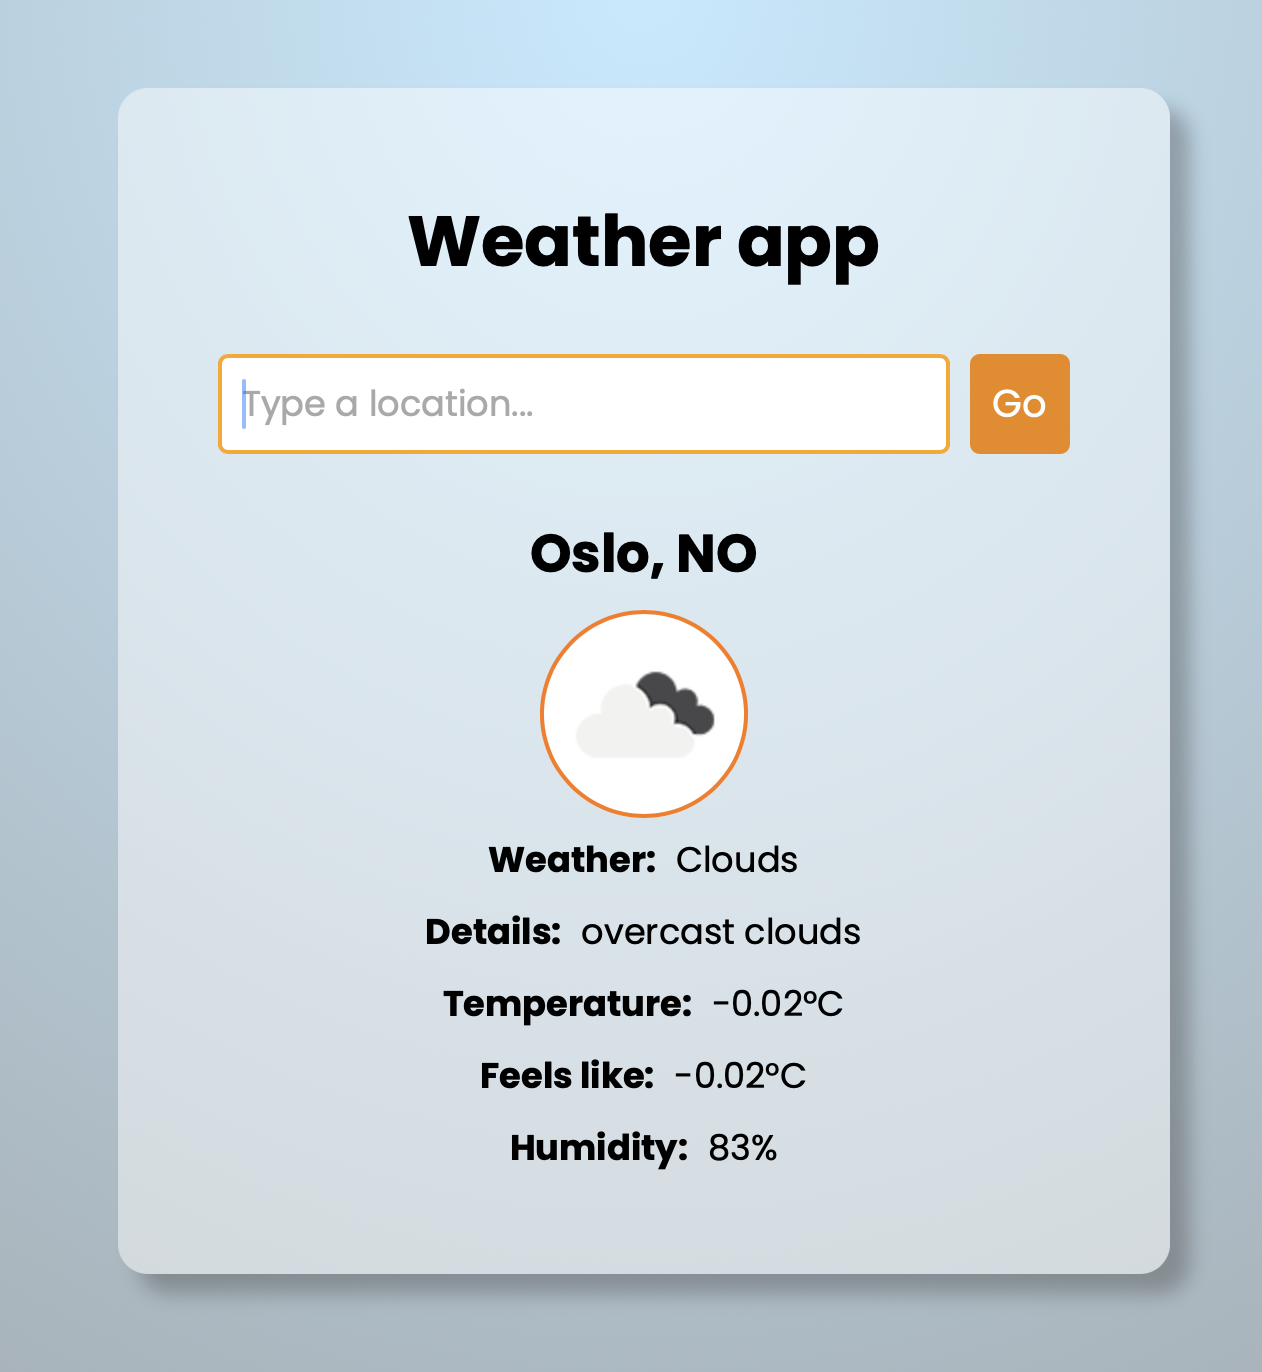 Weather app
Type a location...
Go
Oslo, NO
Weather: Clouds
Details: overcast clouds
Temperature: -0.02°C
Feels like: -0.02°C
Humidity: 83%